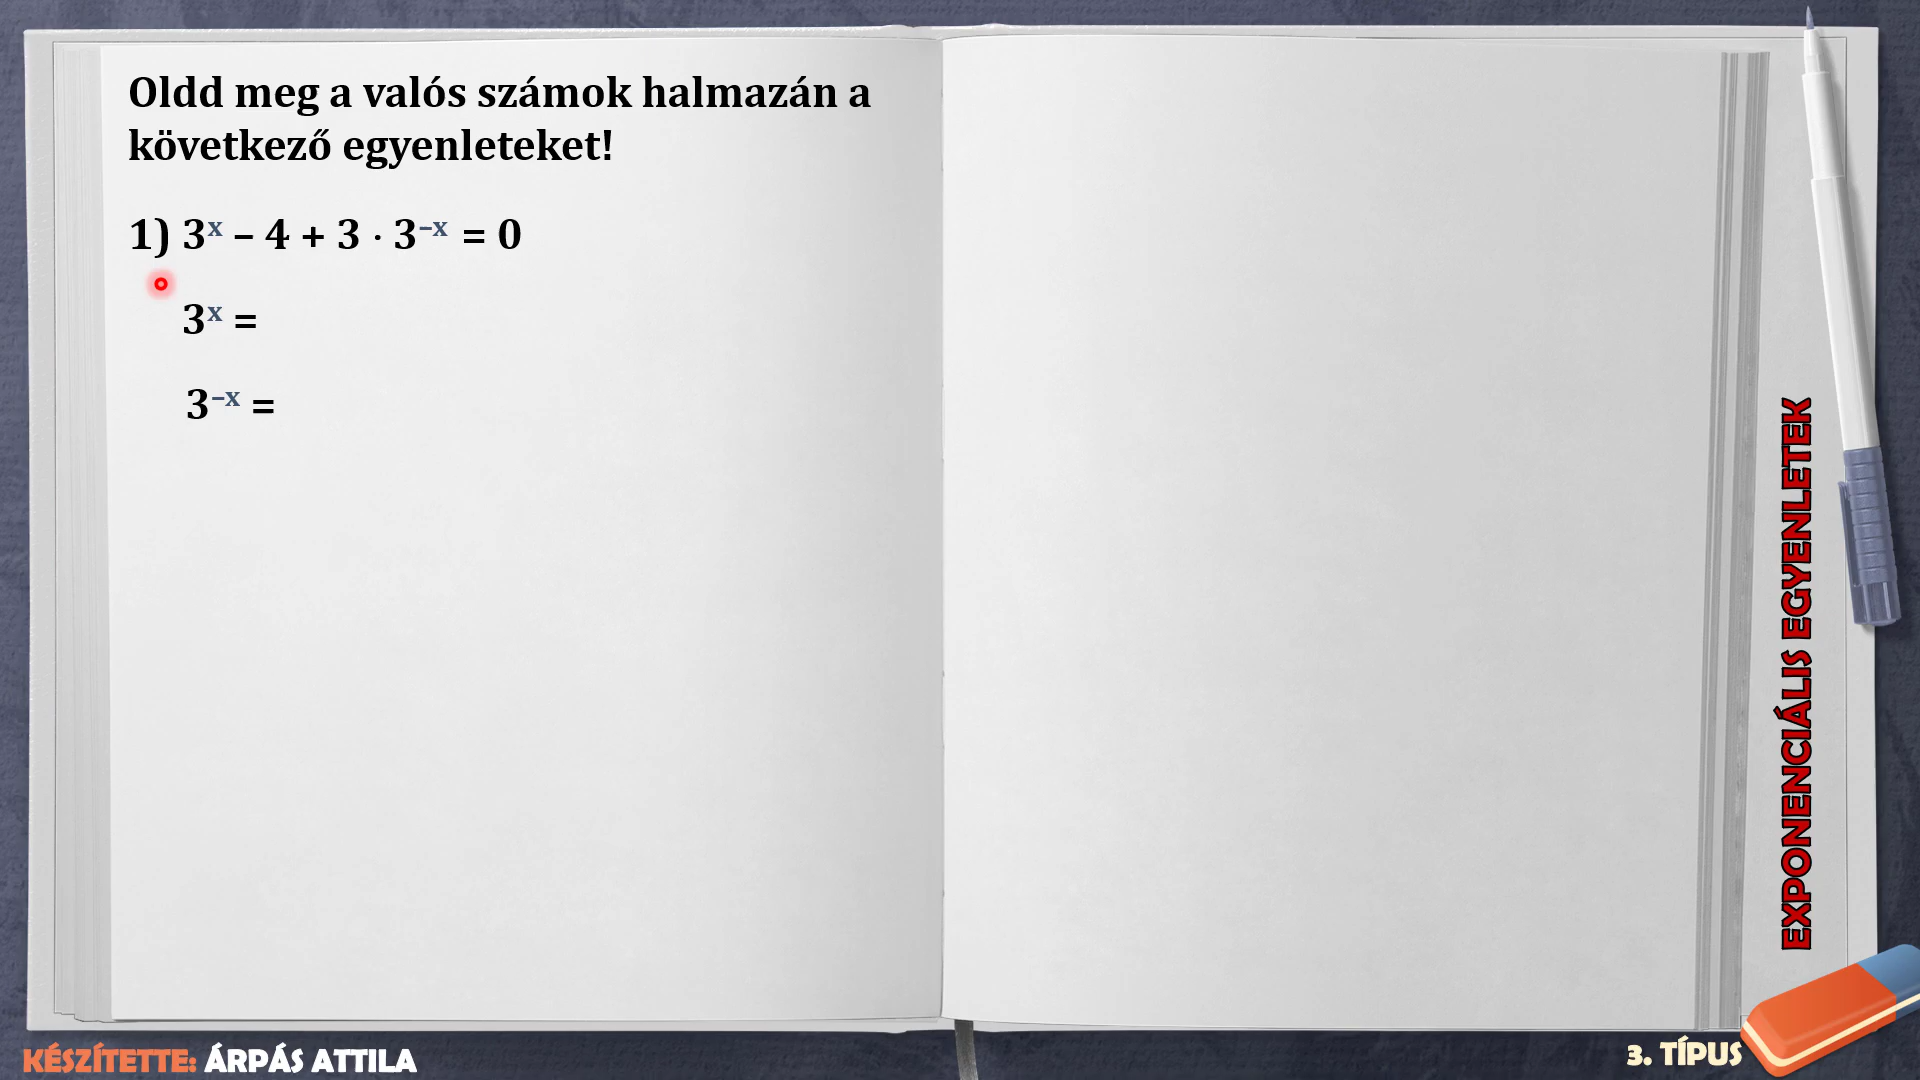 Oldd meg a valós számok halmazán a
következő egyenleteket!
1) 3ˣ – 4 + 3 · 3⁻ˣ = 0
3ˣ =
3⁻ˣ =
EXPONENCIÁLIS EGYENLETEK
KÉSZÍTETTE: ÁRPÁS ATTILA
3. TÍPUS